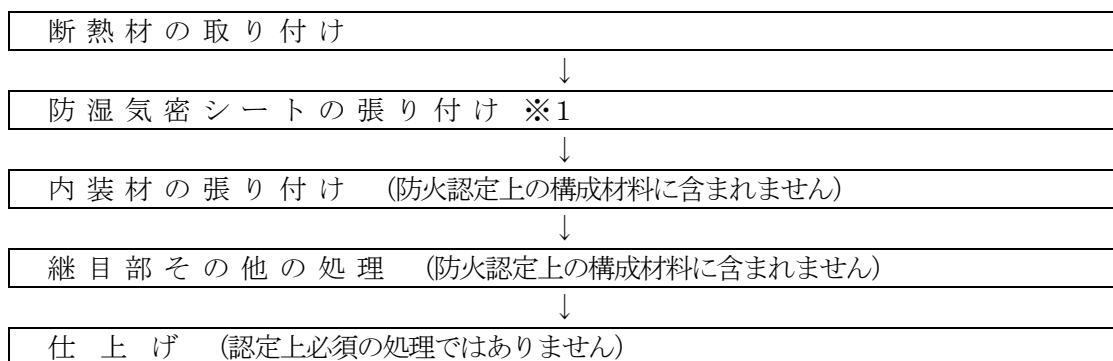 断熱材の取り付け
↓
防湿気密シートの張り付け ※1
↓
内装材の張り付け (防火認定上の構成材料に含まれません)
↓
継目部その他の処理 (防火認定上の構成材料に含まれません)
↓
仕上げ (認定上必須の処理ではありません)